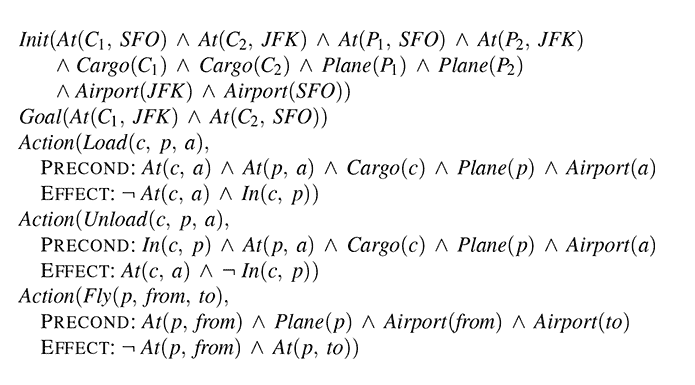 Init(At(C₁, SFO) ∧ At(C₂, JFK) ∧ At(P₁, SFO) ∧ At(P₂, JFK)
∧ Cargo(C₁) ∧ Cargo(C₂) ∧ Plane(P₁) ∧ Plane(P₂)
∧ Airport(JFK) ∧ Airport(SFO))
Goal(At(C₁, JFK) ∧ At(C₂, SFO))
Action(Load(c, p, a),
PRECOND: At(c, a) ∧ At(p, a) ∧ Cargo(c) ∧ Plane(p) ∧ Airport(a)
EFFECT: ¬ At(c, a) ∧ In(c, p))
Action(Unload(c, p, a),
PRECOND: In(c, p) ∧ At(p, a) ∧ Cargo(c) ∧ Plane(p) ∧ Airport(a)
EFFECT: At(c, a) ∧ ¬ In(c, p))
Action(Fly(p, from, to),
PRECOND: At(p, from) ∧ Plane(p) ∧ Airport(from) ∧ Airport(to)
EFFECT: ¬ At(p, from) ∧ At(p, to))